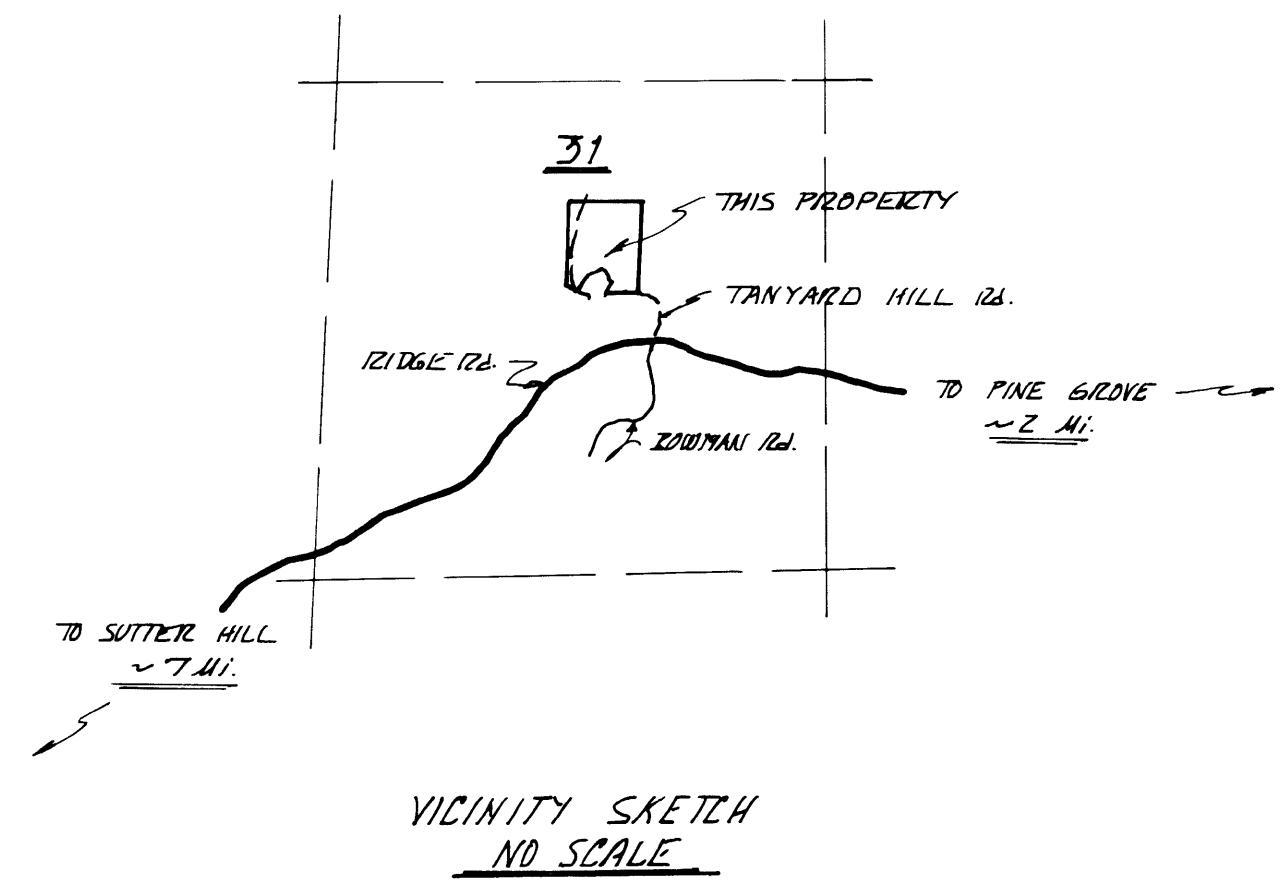 31
THIS PROPERTY
TANYARD HILL Rd.
RIDGE Rd.
TO PINE GROVE
~2 Mi.
BOWMAN Rd.
TO SUTTER HILL
~7 Mi.
VICINITY SKETCH
NO SCALE